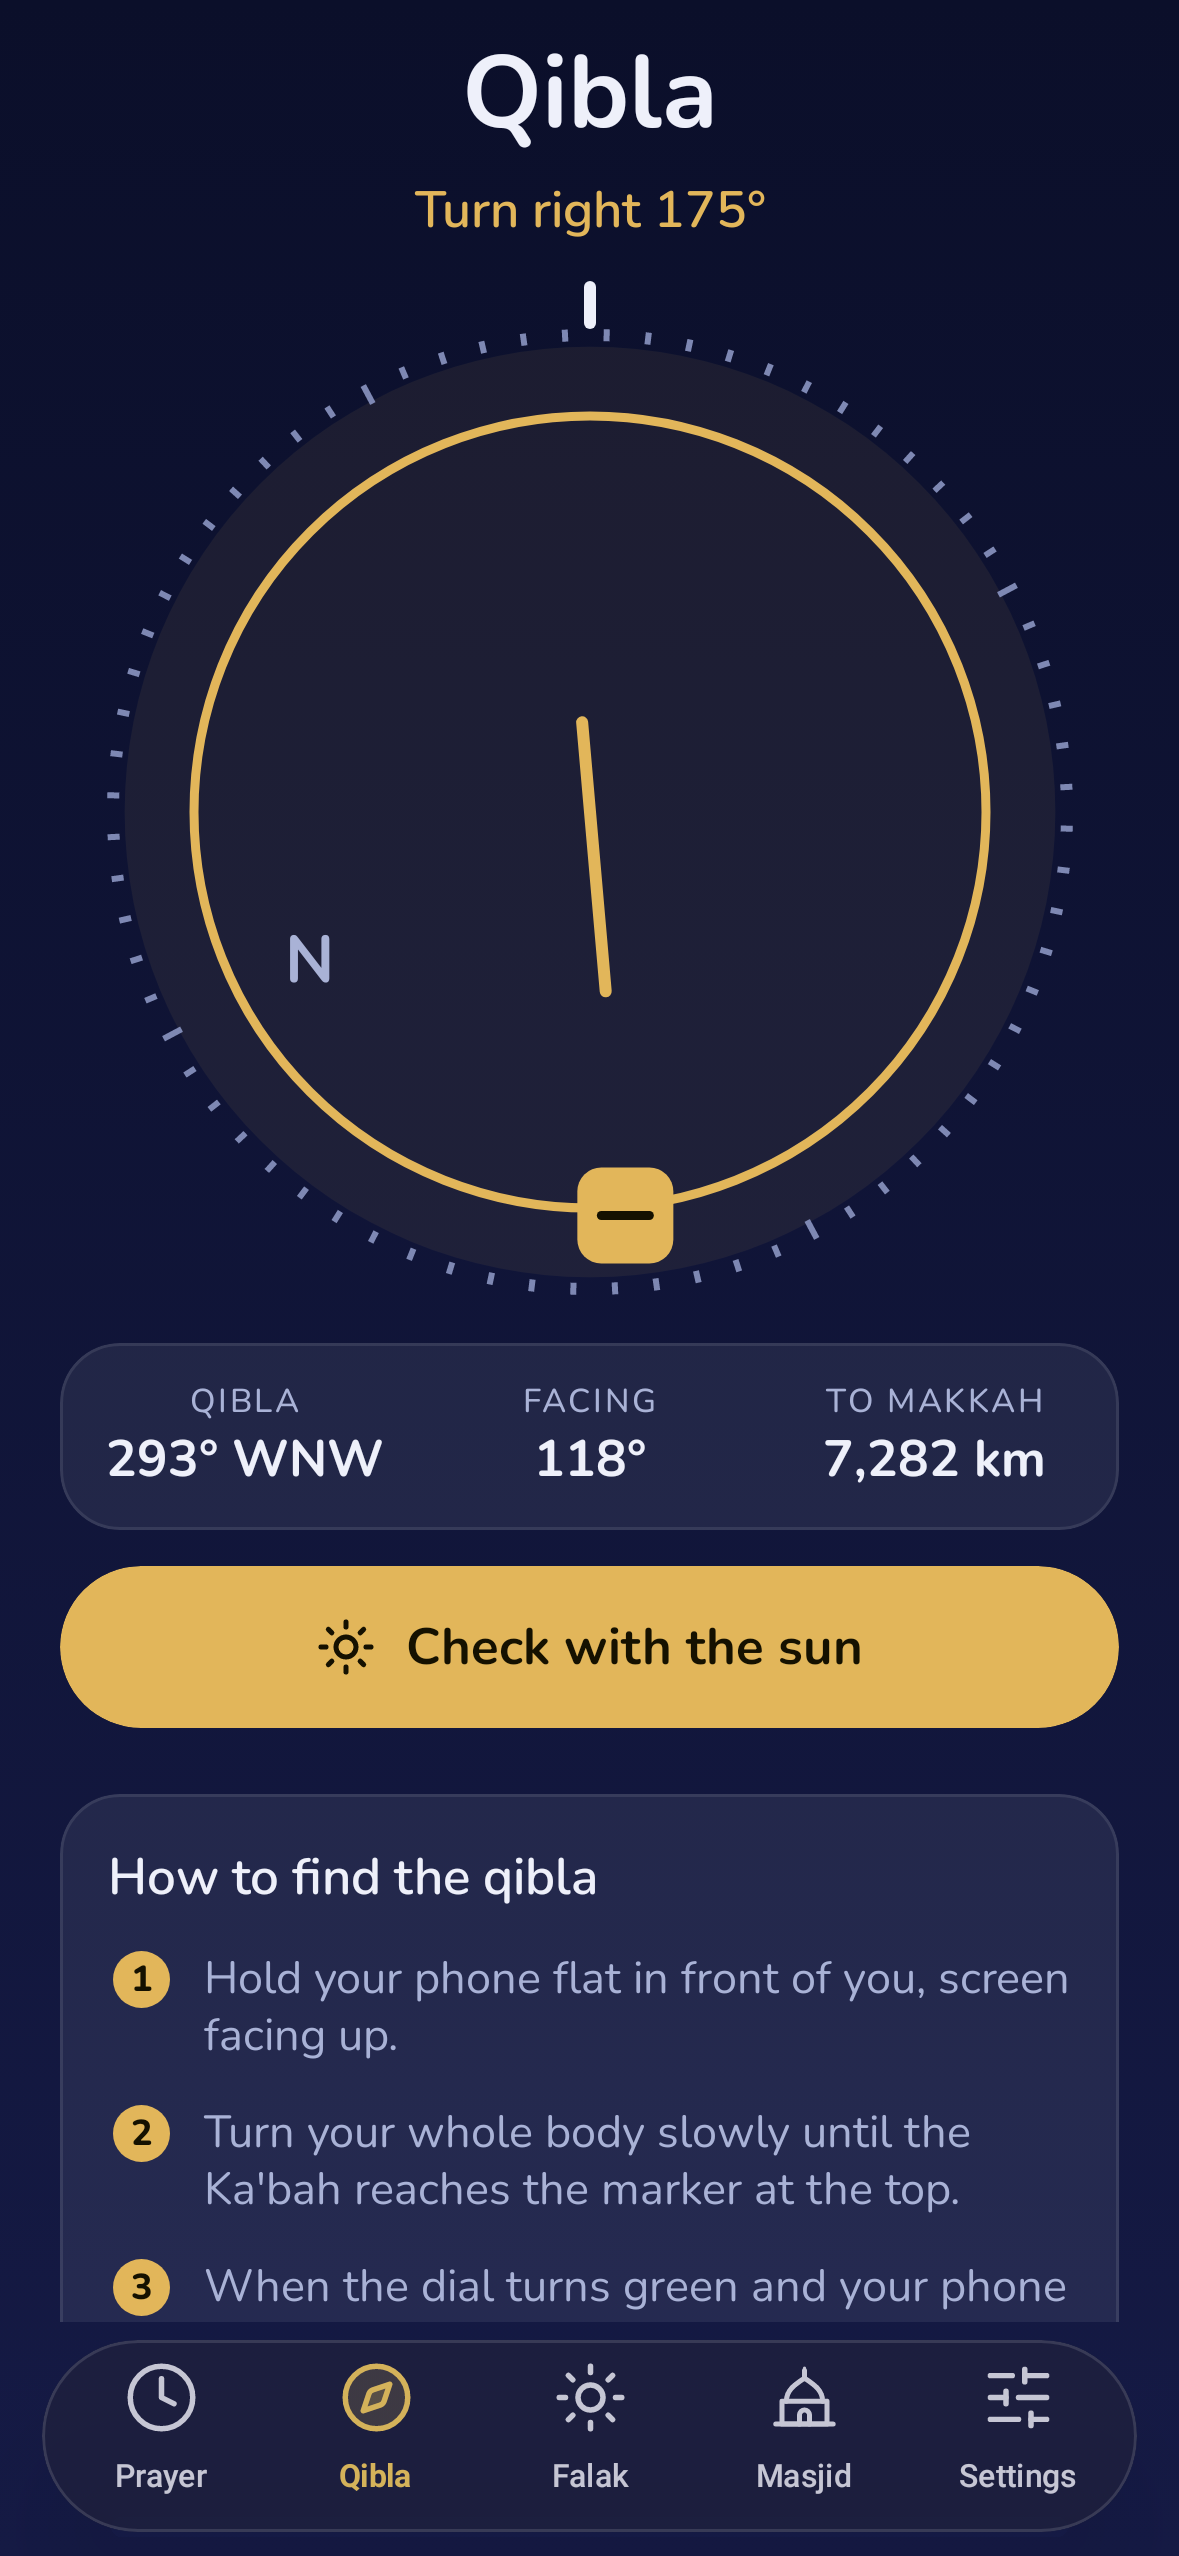 Qibla
Turn right 175°
N
QIBLA
293° WNW
FACING
118°
TO MAKKAH
7,282 km
Check with the sun
How to find the qibla
1
Hold your phone flat in front of you, screen
facing up.
2
Turn your whole body slowly until the
Ka'bah reaches the marker at the top.
3
When the dial turns green and your phone
Prayer
Qibla
Falak
Masjid
Settings